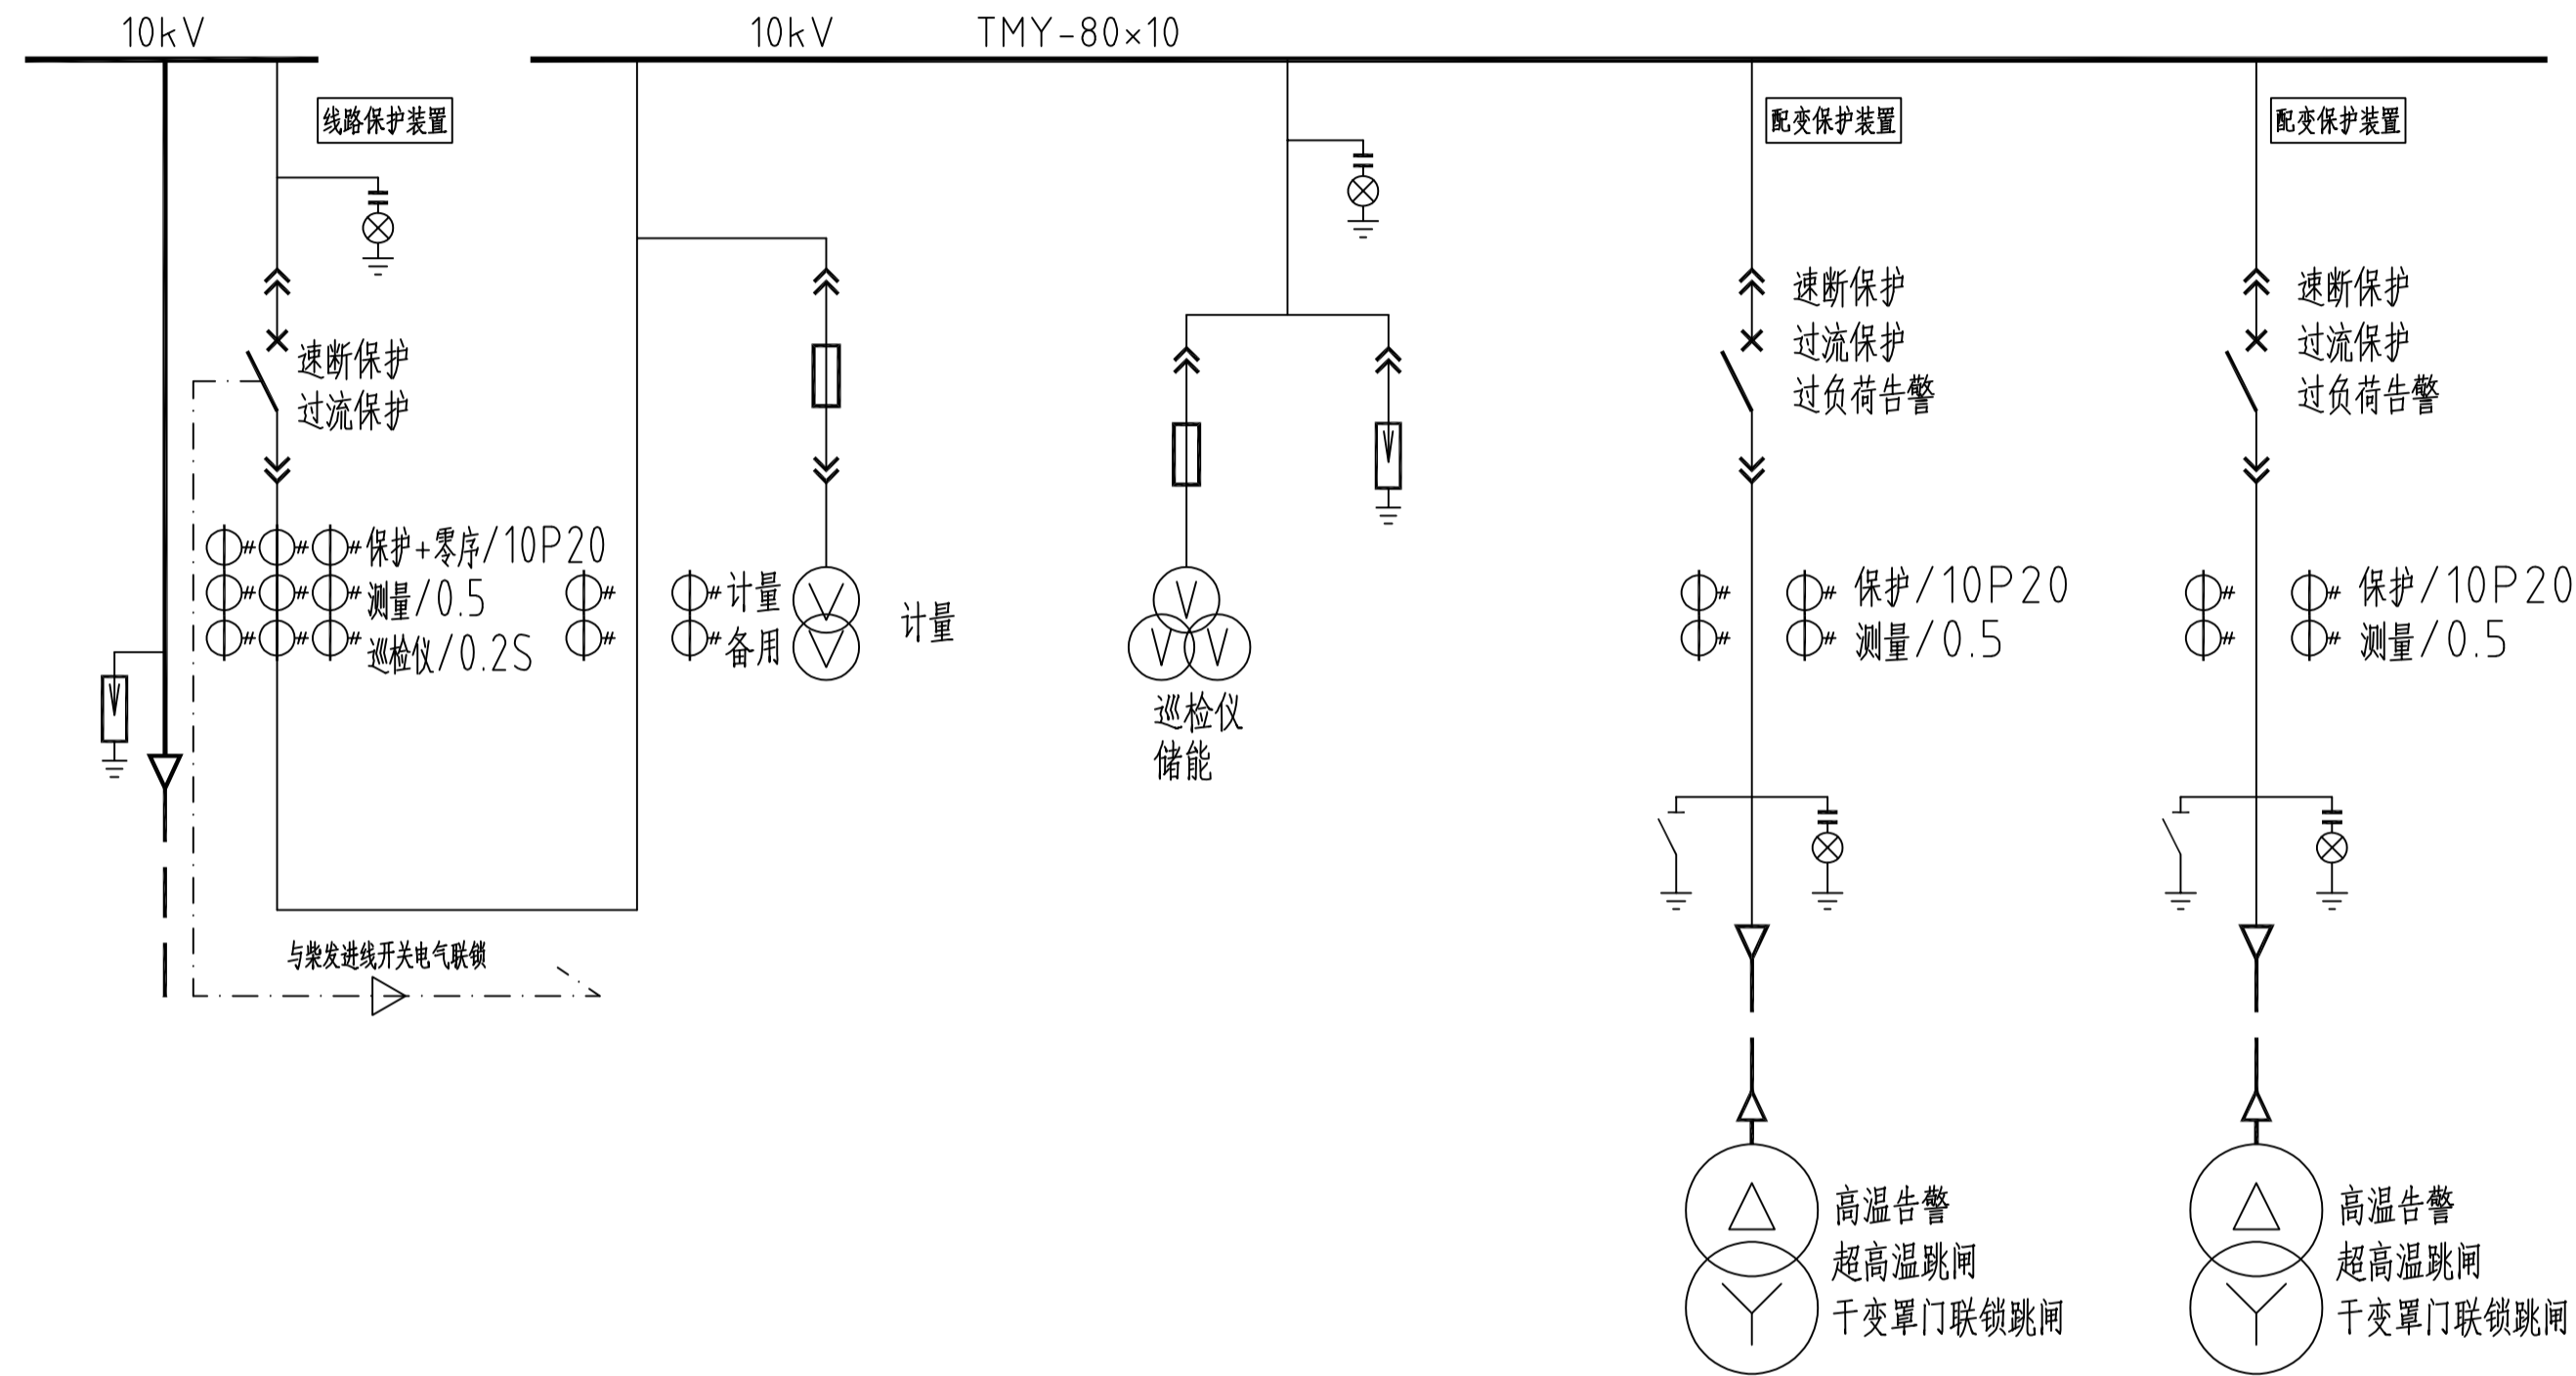 10kV
10kV
TMY-80×10
线路保护装置
配变保护装置
配变保护装置
速断保护
过流保护
速断保护
过流保护
过负荷告警
速断保护
过流保护
过负荷告警
保护+零序/10P20
测量/0.5
巡检仪/0.2S
计量
备用
计量
巡检仪
储能
保护/10P20
测量/0.5
保护/10P20
测量/0.5
与柴发进线开关电气联锁
高温告警
超高温跳闸
干变罩门联锁跳闸
高温告警
超高温跳闸
干变罩门联锁跳闸